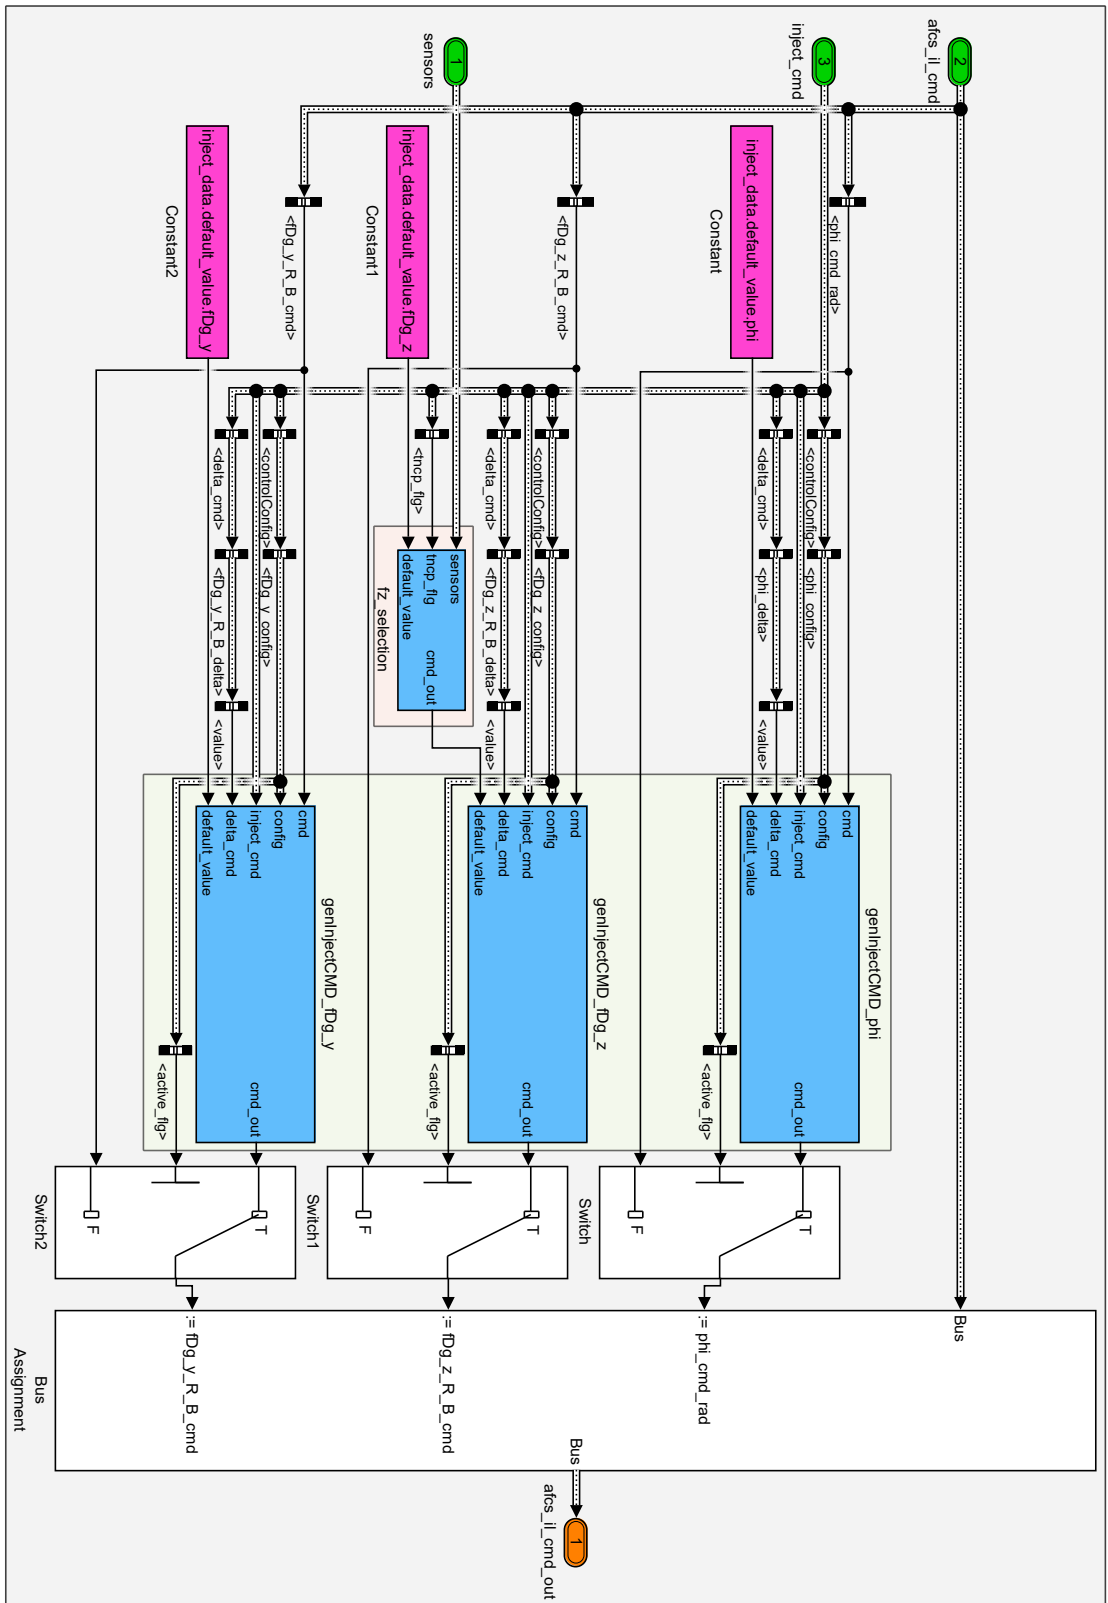 2
afcs_il_cmd
3
inject_cmd
<phi_cmd_rad>
inject_data.default_value.phi
Constant
<controlConfig>
<phi_config>
<delta_cmd>
<phi_delta>
<value>
cmd
config
inject_cmd
delta_cmd
default_value
cmd_out
genInjectCMD_phi
<active_flg>
T
F
Switch
<fDg_z_R_B_cmd>
1
sensors
inject_data.default_value.fDg_z
Constant1
<controlConfig>
<fDg_z_config>
<delta_cmd>
<fDg_z_R_B_delta>
<value>
<tncp_flg>
sensors
tncp_flg
default_value
cmd_out
fz_selection
cmd
config
inject_cmd
delta_cmd
default_value
cmd_out
genInjectCMD_fDg_z
<active_flg>
T
F
Switch1
<fDg_y_R_B_cmd>
inject_data.default_value.fDg_y
Constant2
<controlConfig>
<fDg_y_config>
<delta_cmd>
<fDg_y_R_B_delta>
<value>
cmd
config
inject_cmd
delta_cmd
default_value
cmd_out
genInjectCMD_fDg_y
<active_flg>
T
F
Switch2
Bus
:= phi_cmd_rad
:= fDg_z_R_B_cmd
:= fDg_y_R_B_cmd
Bus
Bus
Assignment
1
afcs_il_cmd_out